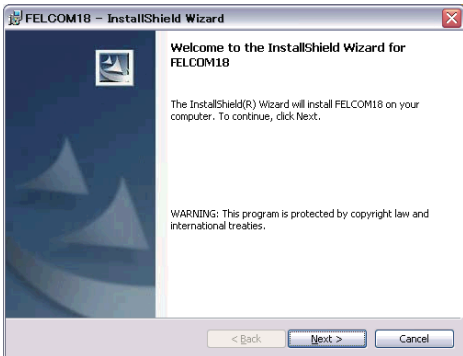 FELCOM18 - InstallShield Wizard
Welcome to the InstallShield Wizard for
FELCOM18
The InstallShield(R) Wizard will install FELCOM18 on your
computer. To continue, click Next.
WARNING: This program is protected by copyright law and
international treaties.
< Back
Next >
Cancel